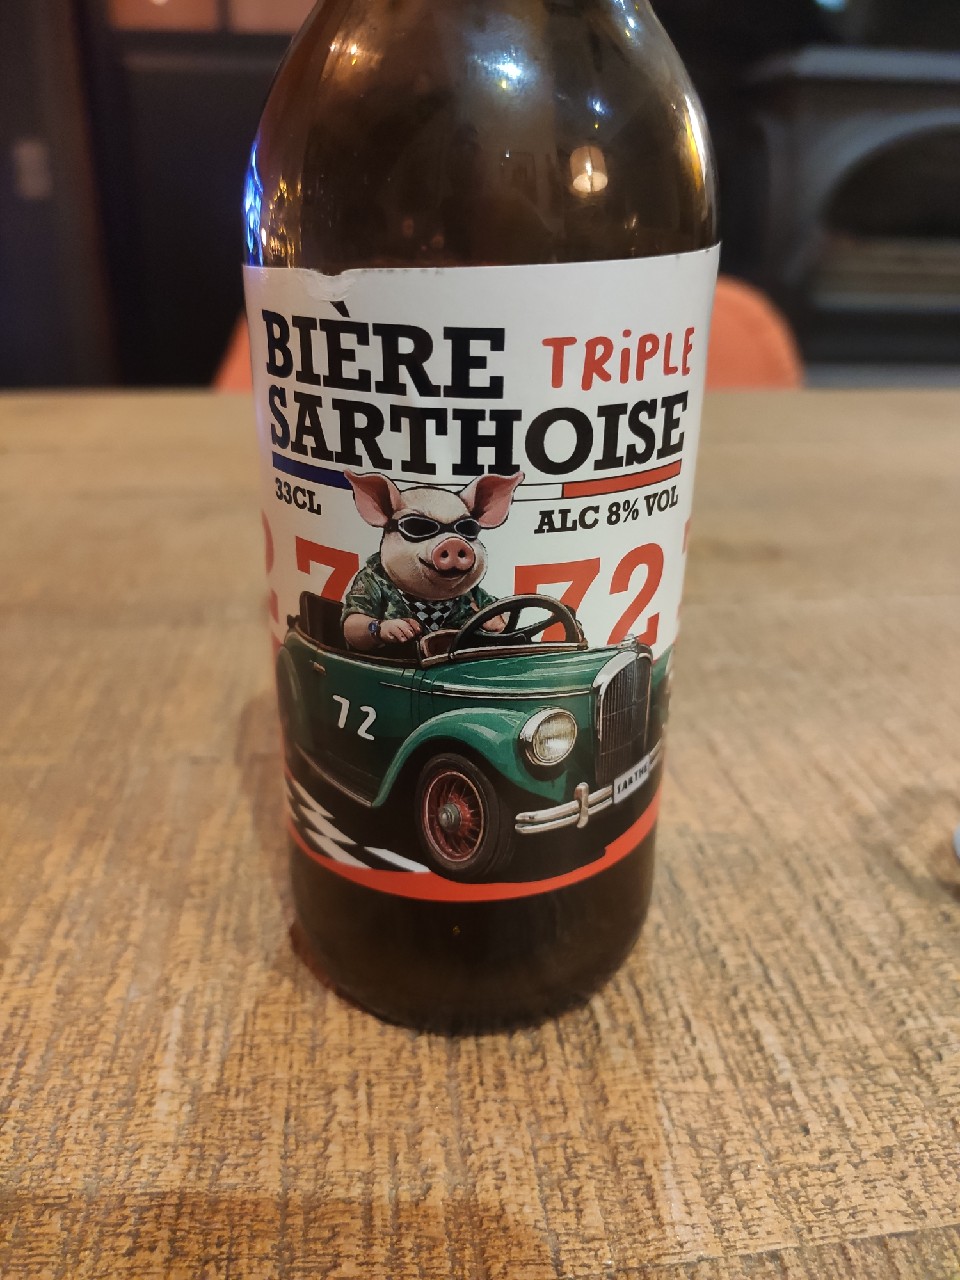 BIÈRE TRiPLE
SARTHOISE
33CL
ALC 8% VOL
72
72